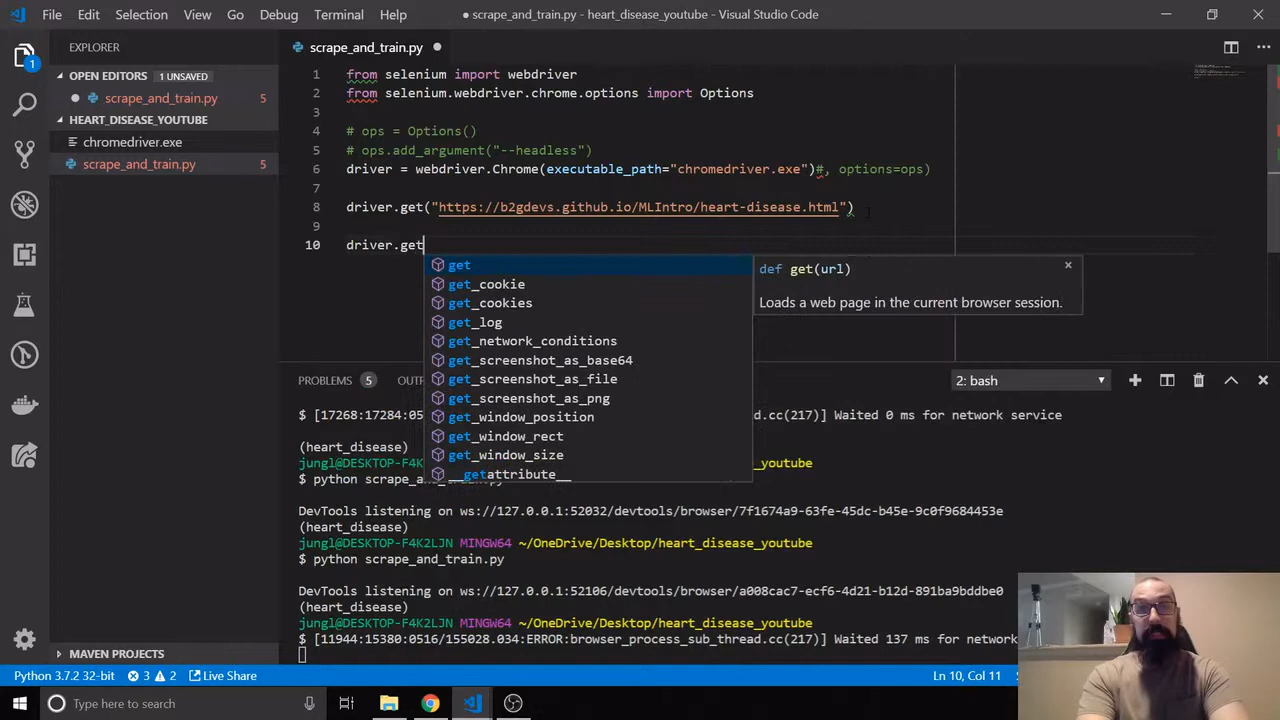 File Edit Selection View Go Debug Terminal Help
● scrape_and_train.py - heart_disease_youtube - Visual Studio Code
EXPLORER
scrape_and_train.py
OPEN EDITORS 1 UNSAVED
scrape_and_train.py 5
HEART_DISEASE_YOUTUBE
chromedriver.exe
scrape_and_train.py 5
1
1 from selenium import webdriver
2 from selenium.webdriver.chrome.options import Options
3
4 # ops = Options()
5 # ops.add_argument("--headless")
6 driver = webdriver.Chrome(executable_path="chromedriver.exe")#, options=ops)
7
8 driver.get("https://b2gdevs.github.io/MLIntro/heart-disease.html")
9
10 driver.get
get
get_cookie
get_cookies
get_log
get_network_conditions
get_screenshot_as_base64
get_screenshot_as_file
get_screenshot_as_png
get_window_position
get_window_rect
get_window_size
__getattribute__
def get(url)
Loads a web page in the current browser session.
PROBLEMS 5 OUT
2: bash
$ [17268:17284:05 d.cc(217)] Waited 0 ms for network service
(heart_disease)
jungl@DESKTOP-F4K _youtube
$ python scrape_and_train.py
DevTools listening on ws://127.0.0.1:52032/devtools/browser/7f1674a9-63fe-45dc-b45e-9c0f9684453e
(heart_disease)
jungl@DESKTOP-F4K2LJN MINGW64 ~/OneDrive/Desktop/heart_disease_youtube
$ python scrape_and_train.py
DevTools listening on ws://127.0.0.1:52106/devtools/browser/a008cac7-ecf6-4d21-b12d-891ba9bddbe0
(heart_disease)
jungl@DESKTOP-F4K2LJN MINGW64 ~/OneDrive/Desktop/heart_disease_youtube
$ [11944:15380:0516/155028.034:ERROR:browser_process_sub_thread.cc(217)] Waited 137 ms for network
MAVEN PROJECTS
Python 3.7.2 32-bit 3 2 Live Share
Ln 10, Col 11
Type here to search